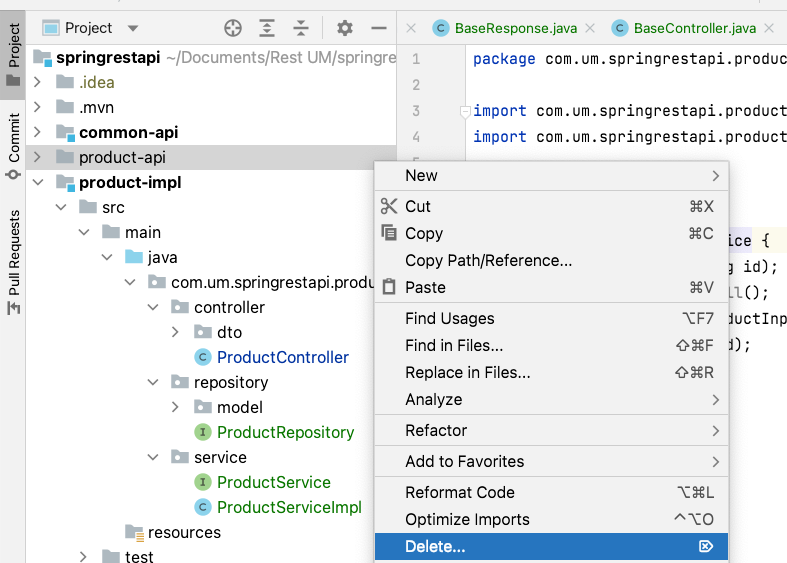 Project
Commit
Pull Requests
Project
springrestapi ~/Documents/Rest UM/springre
.idea
.mvn
common-api
product-api
product-impl
src
main
java
com.um.springrestapi.produ
controller
dto
ProductController
repository
model
ProductRepository
service
ProductService
ProductServiceImpl
resources
test
BaseResponse.java
BaseController.java
1 package com.um.springrestapi.produc
2
3 import com.um.springrestapi.product
4 import com.um.springrestapi.product
ice {
g id);
ll();
ductInp
d);
New
Cut ⌘X
Copy ⌘C
Copy Path/Reference...
Paste ⌘V
Find Usages ⌥F7
Find in Files... ⇧⌘F
Replace in Files... ⇧⌘R
Analyze
Refactor
Add to Favorites
Reformat Code ⌥⌘L
Optimize Imports ^⌥O
Delete... ⌦